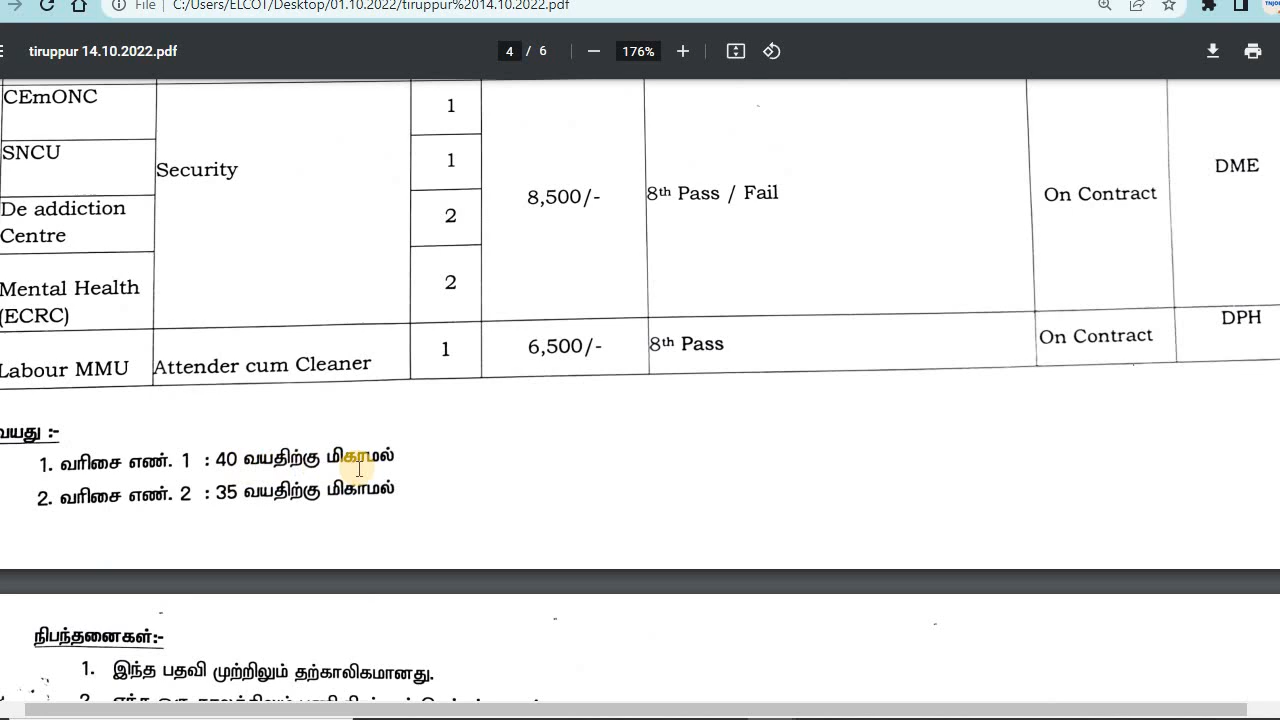 File C:/Users/ELCOT/Desktop/01.10.2022/tiruppur%2014.10.2022.pdf
tiruppur 14.10.2022.pdf
4 / 6
176%
CEmONC
1
SNCU
Security
1
8,500/-
8th Pass / Fail
On Contract
DME
De addiction
Centre
2
Mental Health
(ECRC)
2
Labour MMU
Attender cum Cleaner
1
6,500/-
8th Pass
On Contract
DPH
வயது :-
1. வரிசை எண். 1 : 40 வயதிற்கு மிகாமல்
2. வரிசை எண். 2 : 35 வயதிற்கு மிகாமல்
நிபந்தனைகள்:-
1. இந்த பதவி முற்றிலும் தற்காலிகமானது.